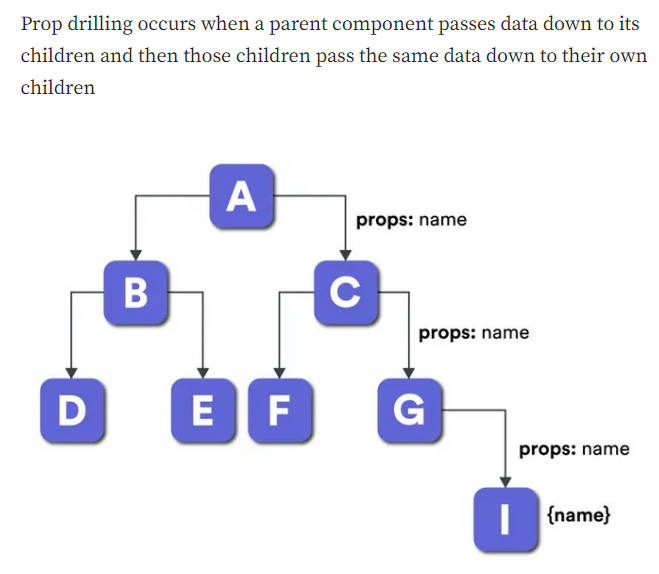 Prop drilling occurs when a parent component passes data down to its
children and then those children pass the same data down to their own
children
A
props: name
B
C
props: name
D
E
F
G
props: name
I
{name}